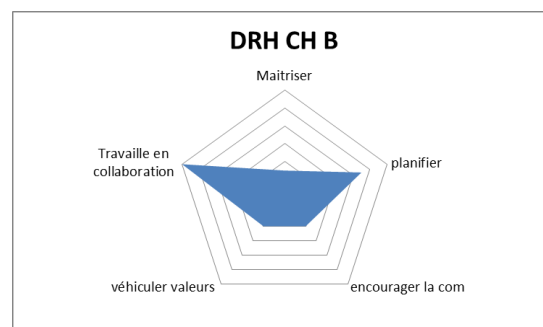 DRH CH B
Maitriser
Travaille en
collaboration
planifier
véhiculer valeurs
encourager la com